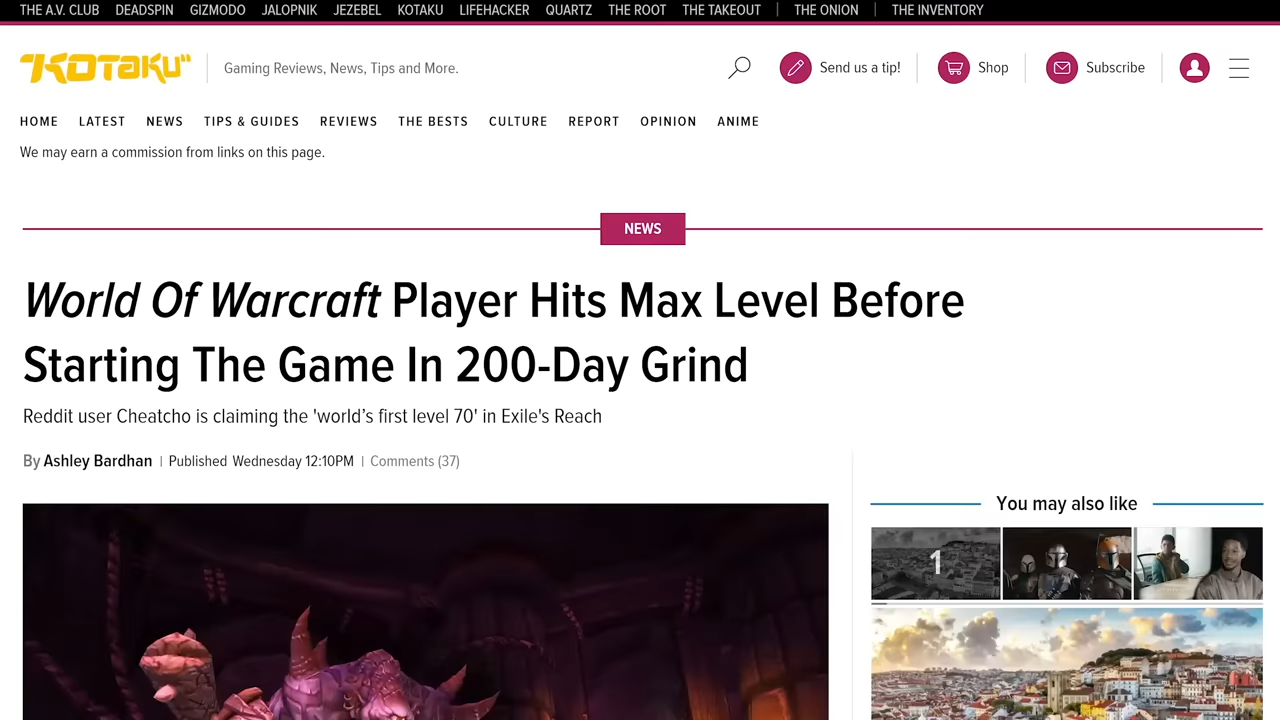 THE A.V. CLUB DEADSPIN GIZMODO JALOPNIK JEZEBEL KOTAKU LIFEHACKER QUARTZ THE ROOT THE TAKEOUT | THE ONION | THE INVENTORY
KOTAKU Gaming Reviews, News, Tips and More. Send us a tip! Shop Subscribe
HOME LATEST NEWS TIPS & GUIDES REVIEWS THE BESTS CULTURE REPORT OPINION ANIME
We may earn a commission from links on this page.
NEWS
World Of Warcraft Player Hits Max Level Before
Starting The Game In 200-Day Grind
Reddit user Cheatcho is claiming the 'world’s first level 70' in Exile's Reach
By Ashley Bardhan | Published Wednesday 12:10PM | Comments (37)
You may also like
1